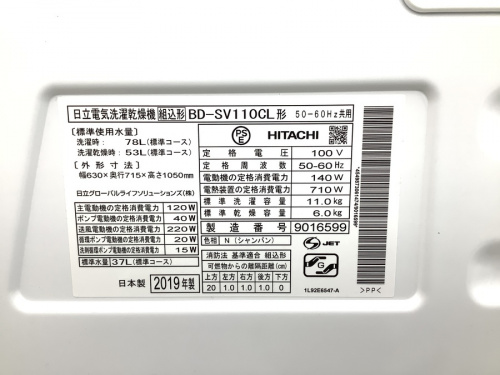 日立電気洗濯乾燥機 組込形 BD-SV110CL形 50-60Hz共用
[標準使用水量]
洗濯時: 78L (標準コース)
洗濯乾燥時: 53L (標準コース)
[外形寸法]
幅630×奥行715×高さ1050mm
日立グローバルライフソリューションズ(株)
主電動機の定格消費電力 120W
ポンプ電動機の定格消費電力 40W
送風電動機の定格消費電力 220W
循環ポンプ電動機の定格消費電力 20W
洗剤循環ポンプ電動機の定格消費電力 15W
標準水量 37L (標準コース)
日本製 2019年製
PSE HITACHI
定格電圧 100V
定格周波数 50-60Hz
電動機の定格消費電力 140W
電熱装置の定格消費電力 710W
標準洗濯容量 11.0kg
標準乾燥容量 6.0kg
製造番号 9016599
色相 N (シャンパン)
消防法 基準適合 組込形
可燃物からの離隔距離(cm)
上方 左方 右方 前方 後方 下方
20 1.0 1.0 1.0 0
S JET
G
1L92E6547-A
>PP<